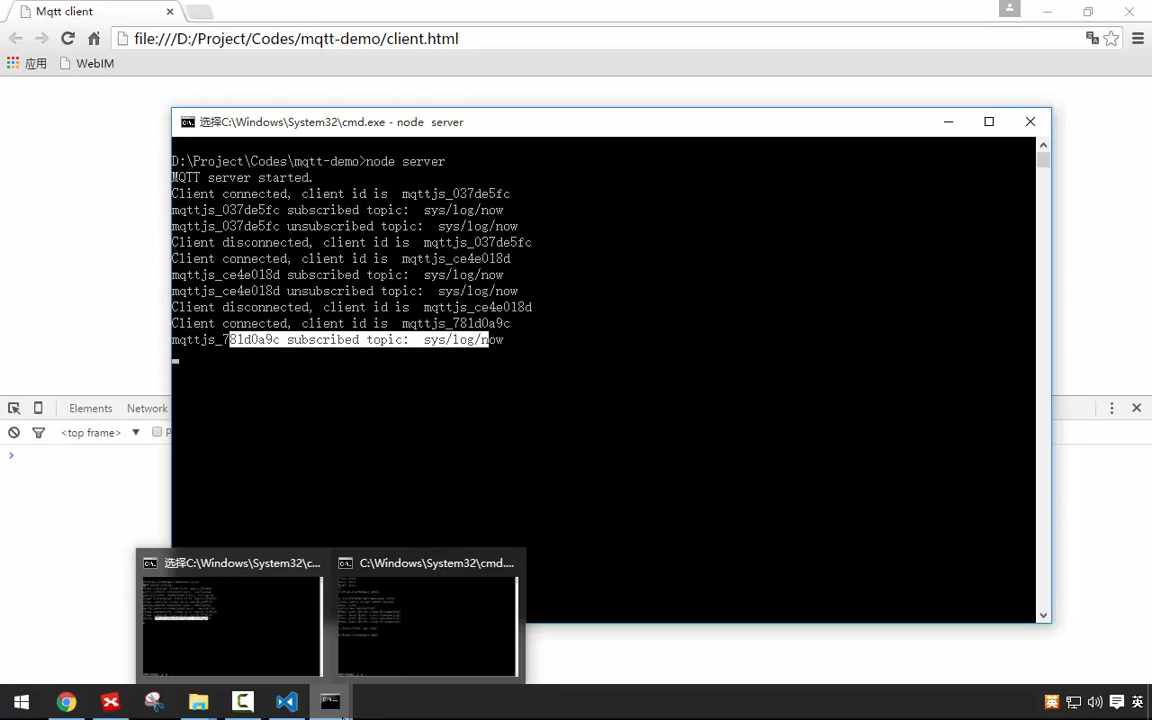 Mqtt client
file:///D:/Project/Codes/mqtt-demo/client.html
应用
WebIM
选择C:\Windows\System32\cmd.exe - node  server
D:\Project\Codes\mqtt-demo>node server
MQTT server started.
Client connected, client id is  mqttjs_037de5fc
mqttjs_037de5fc subscribed topic:  sys/log/now
mqttjs_037de5fc unsubscribed topic:  sys/log/now
Client disconnected, client id is  mqttjs_037de5fc
Client connected, client id is  mqttjs_ce4e018d
mqttjs_ce4e018d subscribed topic:  sys/log/now
mqttjs_ce4e018d unsubscribed topic:  sys/log/now
Client disconnected, client id is  mqttjs_ce4e018d
Client connected, client id is  mqttjs_781d0a9c
mqttjs_781d0a9c subscribed topic:  sys/log/now
Elements Network
<top frame>
选择C:\Windows\System32\c...
C:\Windows\System32\cmd....
英